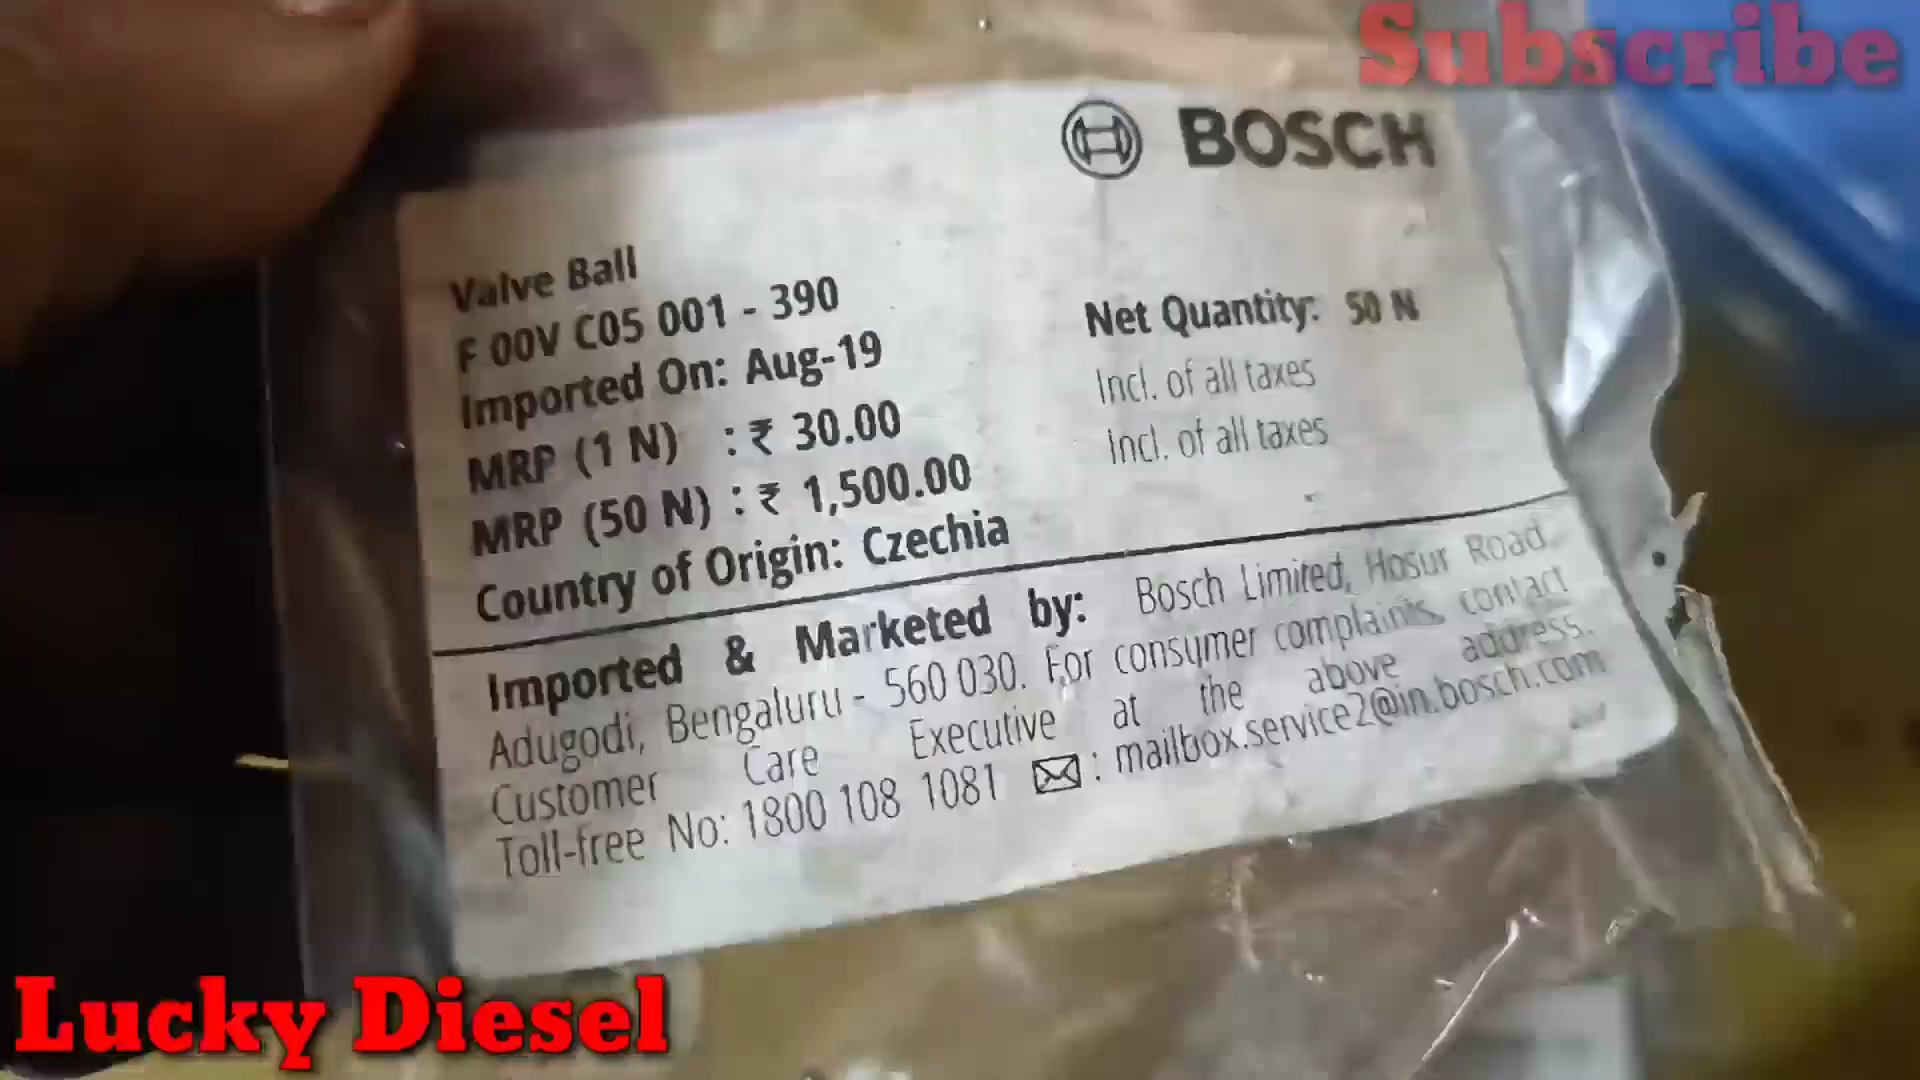 Subscribe
BOSCH
Valve Ball
F 00V C05 001 - 390
Imported On: Aug-19
Net Quantity: 50 N
MRP (1 N) : ₹ 30.00 Incl. of all taxes
MRP (50 N) : ₹ 1,500.00 Incl. of all taxes
Country of Origin: Czechia
Imported & Marketed by: Bosch Limited, Hosur Road,
Adugodi, Bengaluru - 560 030. For consumer complaints, contact
Customer Care Executive at the above address.
Toll-free No: 1800 108 1081 ✉: mailbox.service2@in.bosch.com
Lucky Diesel